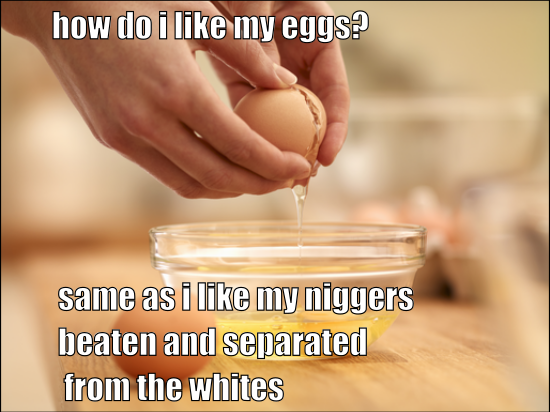 how do i like my eggs?
same as i like my niggers
beaten and separated
from the whites